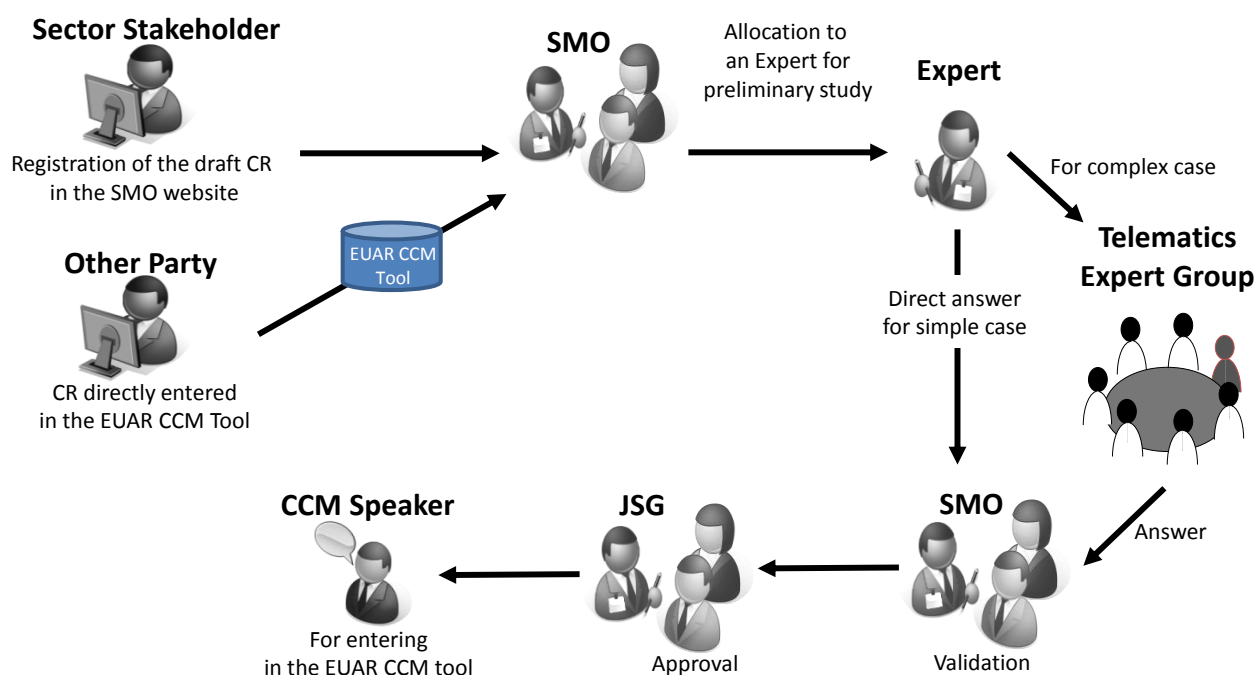 Sector Stakeholder
Registration of the draft CR
in the SMO website
Other Party
CR directly entered
in the EUAR CCM Tool
EUAR CCM
Tool
SMO
Allocation to
an Expert for
preliminary study
Expert
For complex case
Telematics
Expert Group
Direct answer
for simple case
Answer
SMO
Validation
JSG
Approval
CCM Speaker
For entering
in the EUAR CCM tool